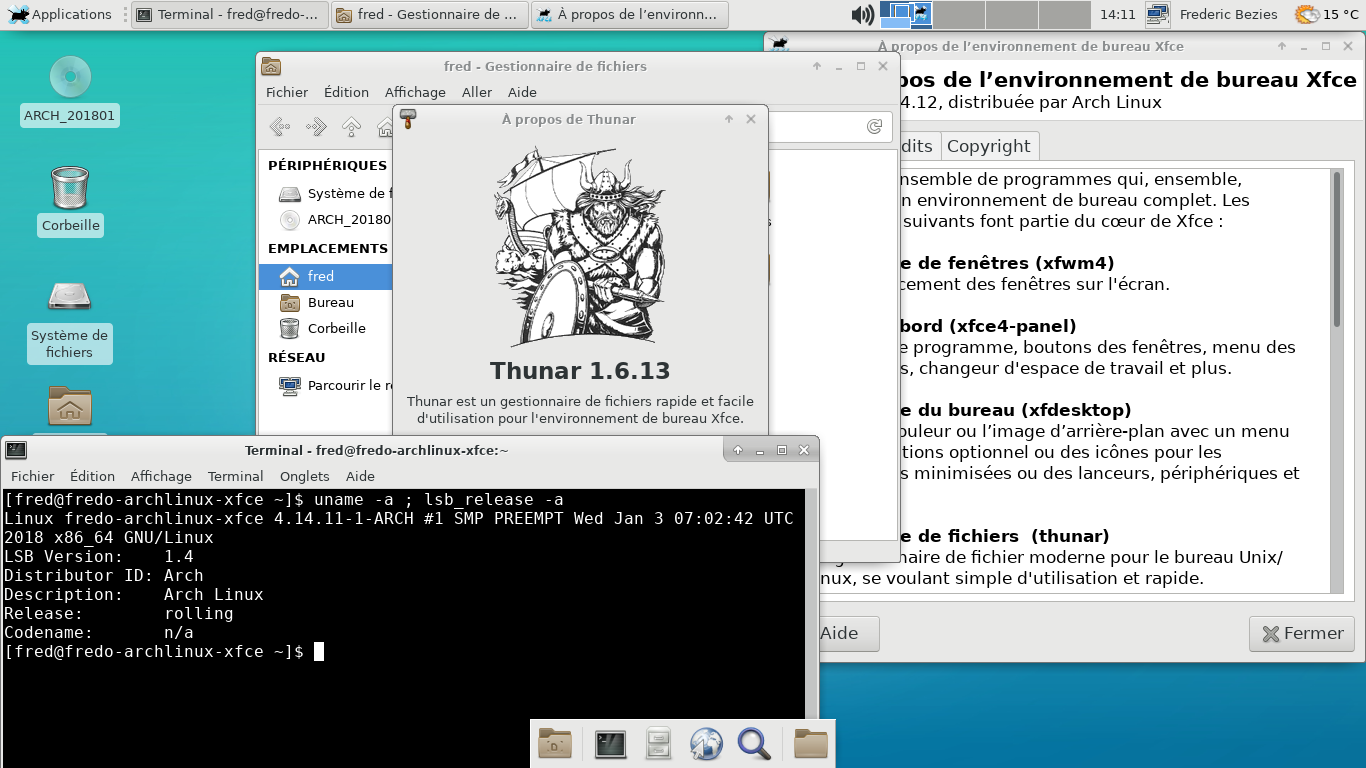 Applications
Terminal - fred@fredo-...
fred - Gestionnaire de ...
À propos de l’environn...
14:11
Frederic Bezies
15 °C
ARCH_201801
Corbeille
Système de
fichiers
fred - Gestionnaire de fichiers
Fichier Édition Affichage Aller Aide
PÉRIPHÉRIQUES
Système de f
ARCH_20180
EMPLACEMENTS
fred
Bureau
Corbeille
RÉSEAU
Parcourir le r
À propos de Thunar
Thunar 1.6.13
Thunar est un gestionnaire de fichiers rapide et facile
d'utilisation pour l'environnement de bureau Xfce.
À propos de l’environnement de bureau Xfce
pos de l’environnement de bureau Xfce
4.12, distribuée par Arch Linux
dits
Copyright
nsemble de programmes qui, ensemble,
n environnement de bureau complet. Les
suivants font partie du cœur de Xfce :
e de fenêtres (xfwm4)
cement des fenêtres sur l'écran.
bord (xfce4-panel)
e programme, boutons des fenêtres, menu des
s, changeur d'espace de travail et plus.
e du bureau (xfdesktop)
ouleur ou l’image d’arrière-plan avec un menu
tions optionnel ou des icônes pour les
s minimisées ou des lanceurs, périphériques et
e de fichiers (thunar)
naire de fichier moderne pour le bureau Unix/
nux, se voulant simple d'utilisation et rapide.
Aide
Fermer
Terminal - fred@fredo-archlinux-xfce:~
Fichier Édition Affichage Terminal Onglets Aide
[fred@fredo-archlinux-xfce ~]$ uname -a ; lsb_release -a
Linux fredo-archlinux-xfce 4.14.11-1-ARCH #1 SMP PREEMPT Wed Jan 3 07:02:42 UTC
2018 x86_64 GNU/Linux
LSB Version: 1.4
Distributor ID: Arch
Description: Arch Linux
Release: rolling
Codename: n/a
[fred@fredo-archlinux-xfce ~]$